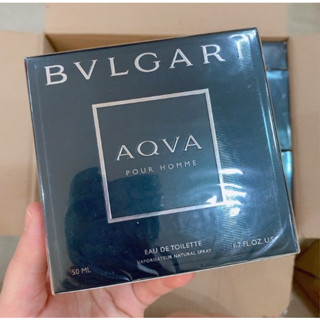 BVLGARI
AQVA
POUR HOMME
EAU DE TOILETTE
VAPORISATEUR NATURAL SPRAY
50 ML
1.7 FL.OZ. U.S.